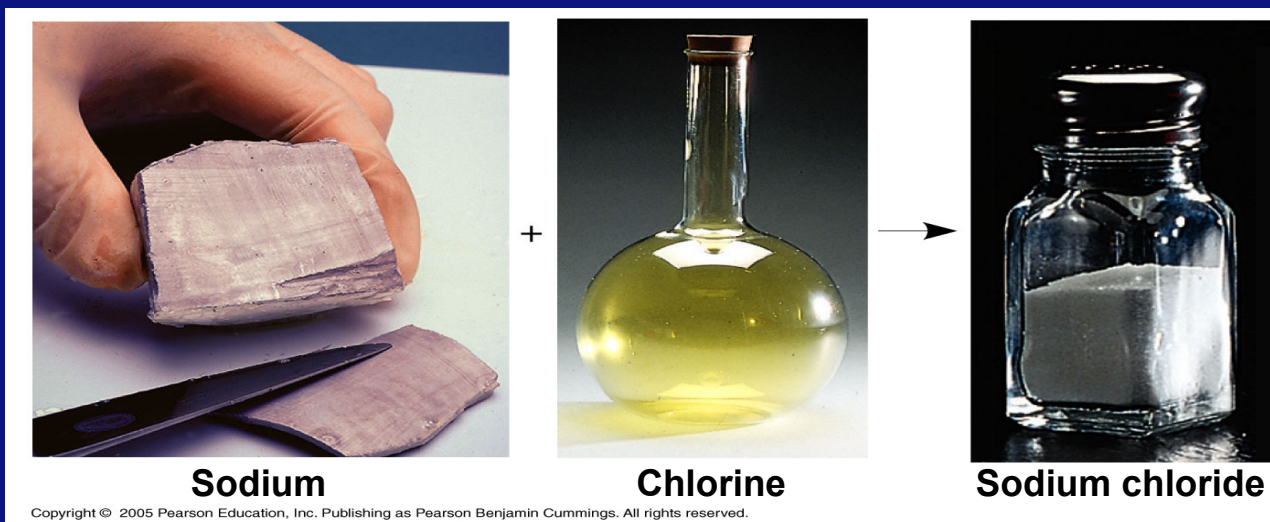 +
Sodium
Chlorine
Sodium chloride
Copyright © 2005 Pearson Education, Inc. Publishing as Pearson Benjamin Cummings. All rights reserved.